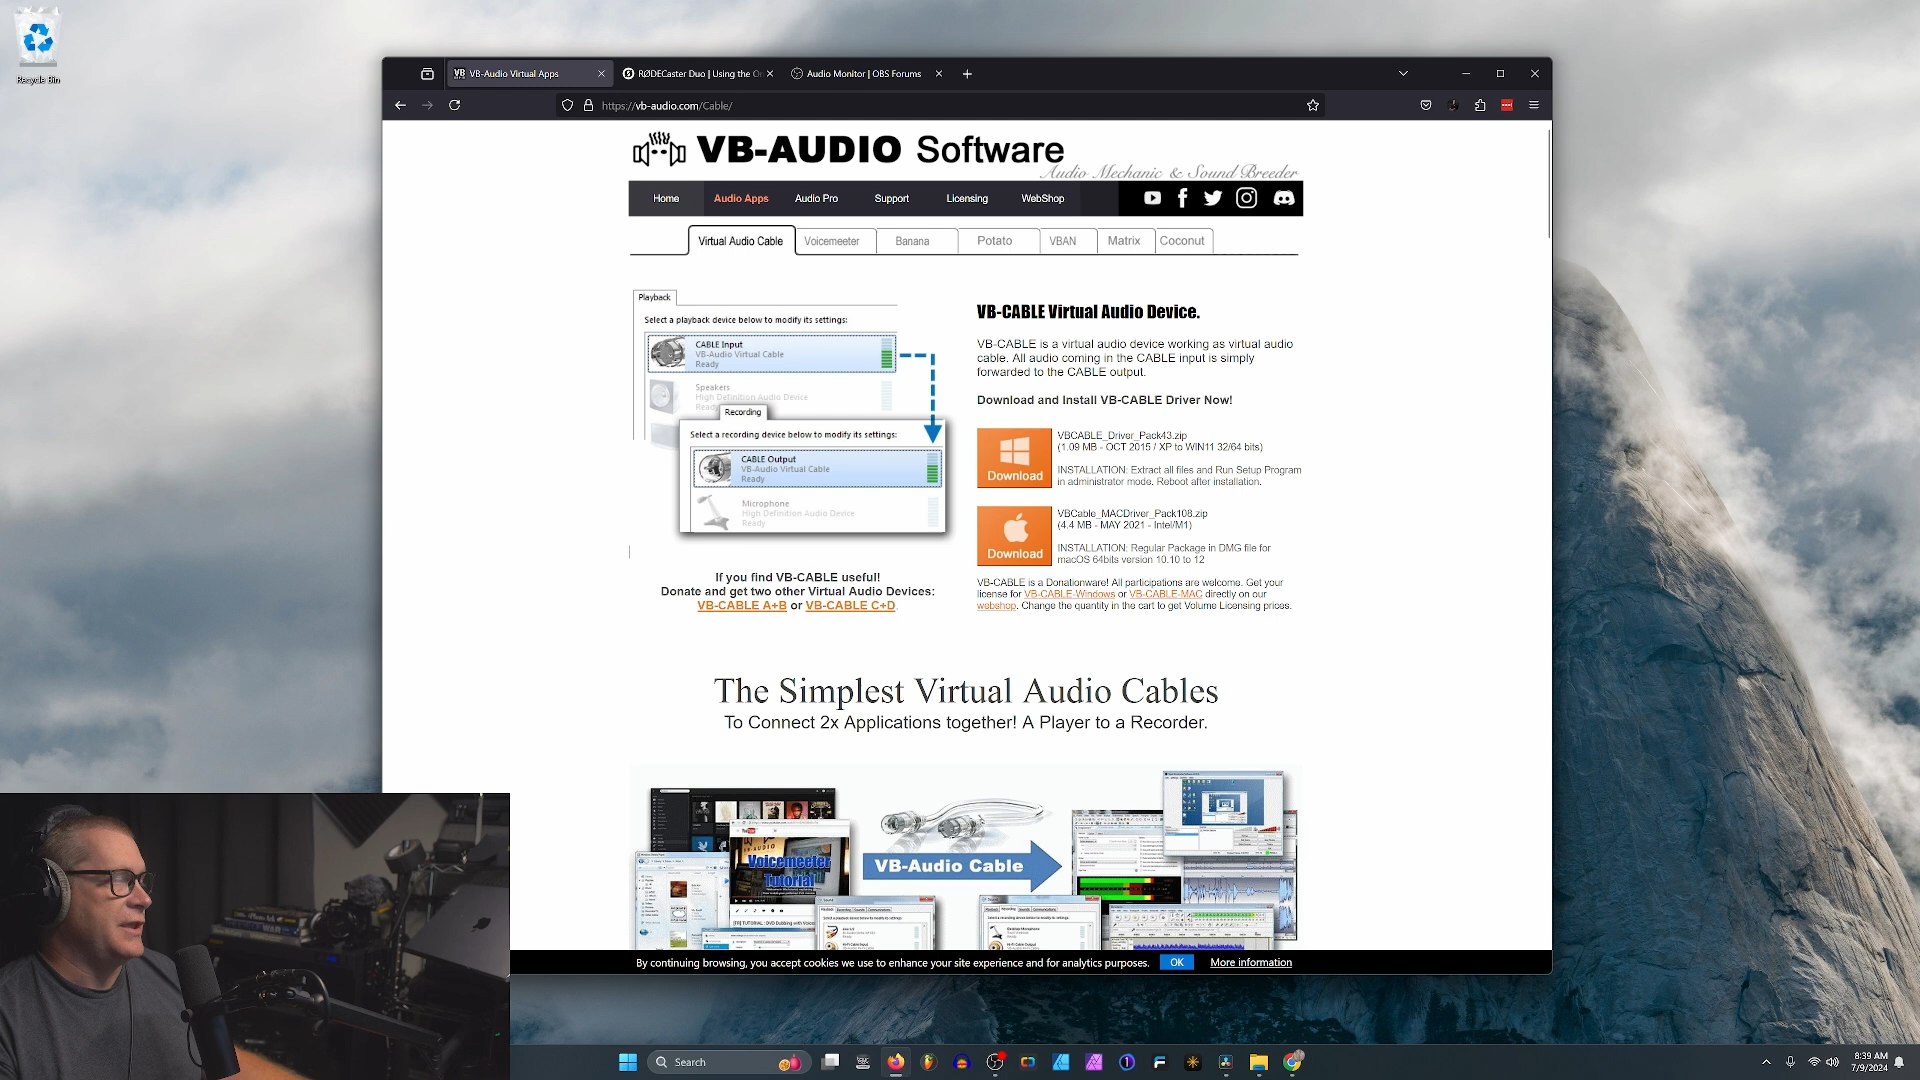 Recycle Bin
VB-Audio Virtual Apps
RØDECaster Duo | Using the O
Audio Monitor | OBS Forums
https://vb-audio.com/Cable/
VB-AUDIO Software
Audio Mechanic & Sound Breeder
Home
Audio Apps
Audio Pro
Support
Licensing
WebShop
Virtual Audio Cable
Voicemeeter
Banana
Potato
VBAN
Matrix
Coconut
Playback
Select a playback device below to modify its settings:
CABLE Input
VB-Audio Virtual Cable
Ready
Speakers
High Definition Audio Device
Ready
Recording
Select a recording device below to modify its settings:
CABLE Output
VB-Audio Virtual Cable
Ready
Microphone
High Definition Audio Device
Ready
If you find VB-CABLE useful!
Donate and get two other Virtual Audio Devices:
VB-CABLE A+B or VB-CABLE C+D.
VB-CABLE Virtual Audio Device.
VB-CABLE is a virtual audio device working as virtual audio
cable. All audio coming in the CABLE input is simply
forwarded to the CABLE output.
Download and Install VB-CABLE Driver Now!
Download
VBCABLE_Driver_Pack43.zip
(1.09 MB - OCT 2015 / XP to WIN11 32/64 bits)
INSTALLATION: Extract all files and Run Setup Program
in administrator mode. Reboot after installation.
Download
VBCable_MACDriver_Pack108.zip
(4.4 MB - MAY 2021 - Intel/M1)
INSTALLATION: Regular Package in DMG file for
macOS 64bits version 10.10 to 12
VB-CABLE is a Donationware! All participations are welcome. Get your
license for VB-CABLE-Windows or VB-CABLE-MAC directly on our
webshop. Change the quantity in the cart to get Volume Licensing prices.
The Simplest Virtual Audio Cables
To Connect 2x Applications together! A Player to a Recorder.
Voicemeeter
Tutorial
VB-Audio Cable
By continuing browsing, you accept cookies we use to enhance your site experience and for analytics purposes.
OK
More information
Search
8:39 AM
7/9/2024